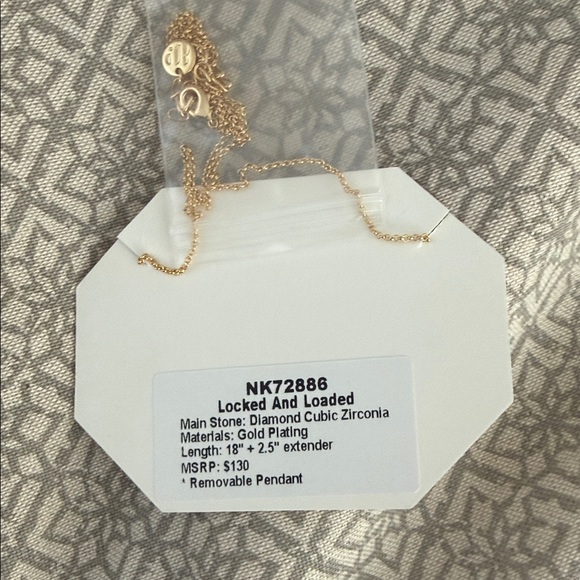 NK72886
Locked And Loaded
Main Stone: Diamond Cubic Zirconia
Materials: Gold Plating
Length: 18" + 2.5" extender
MSRP: $130
* Removable Pendant